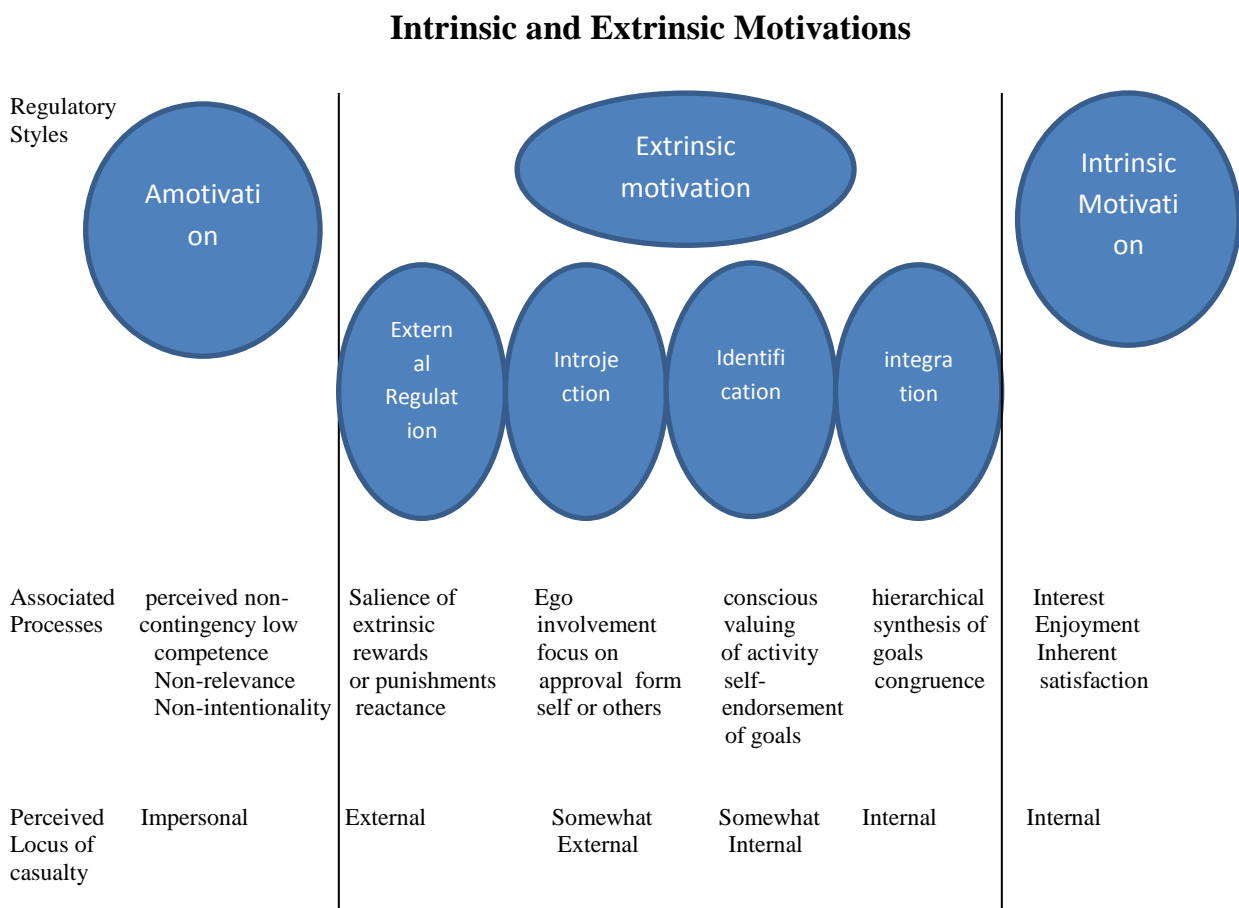 Intrinsic and Extrinsic Motivations
Regulatory
Styles
Amotivati
on
Extrinsic
motivation
Intrinsic
Motivati
on
Extern
al
Regulat
ion
Introje
ction
Identifi
cation
integra
tion
Associated
Processes
perceived non-
contingency low
competence
Non-relevance
Non-intentionality
Salience of
extrinsic
rewards
or punishments
reactance
Ego
involvement
focus on
approval form
self or others
conscious
valuing
of activity
self-
endorsement
of goals
hierarchical
synthesis of
goals
congruence
Interest
Enjoyment
Inherent
satisfaction
Perceived
Locus of
casualty
Impersonal
External
Somewhat
External
Somewhat
Internal
Internal
Internal